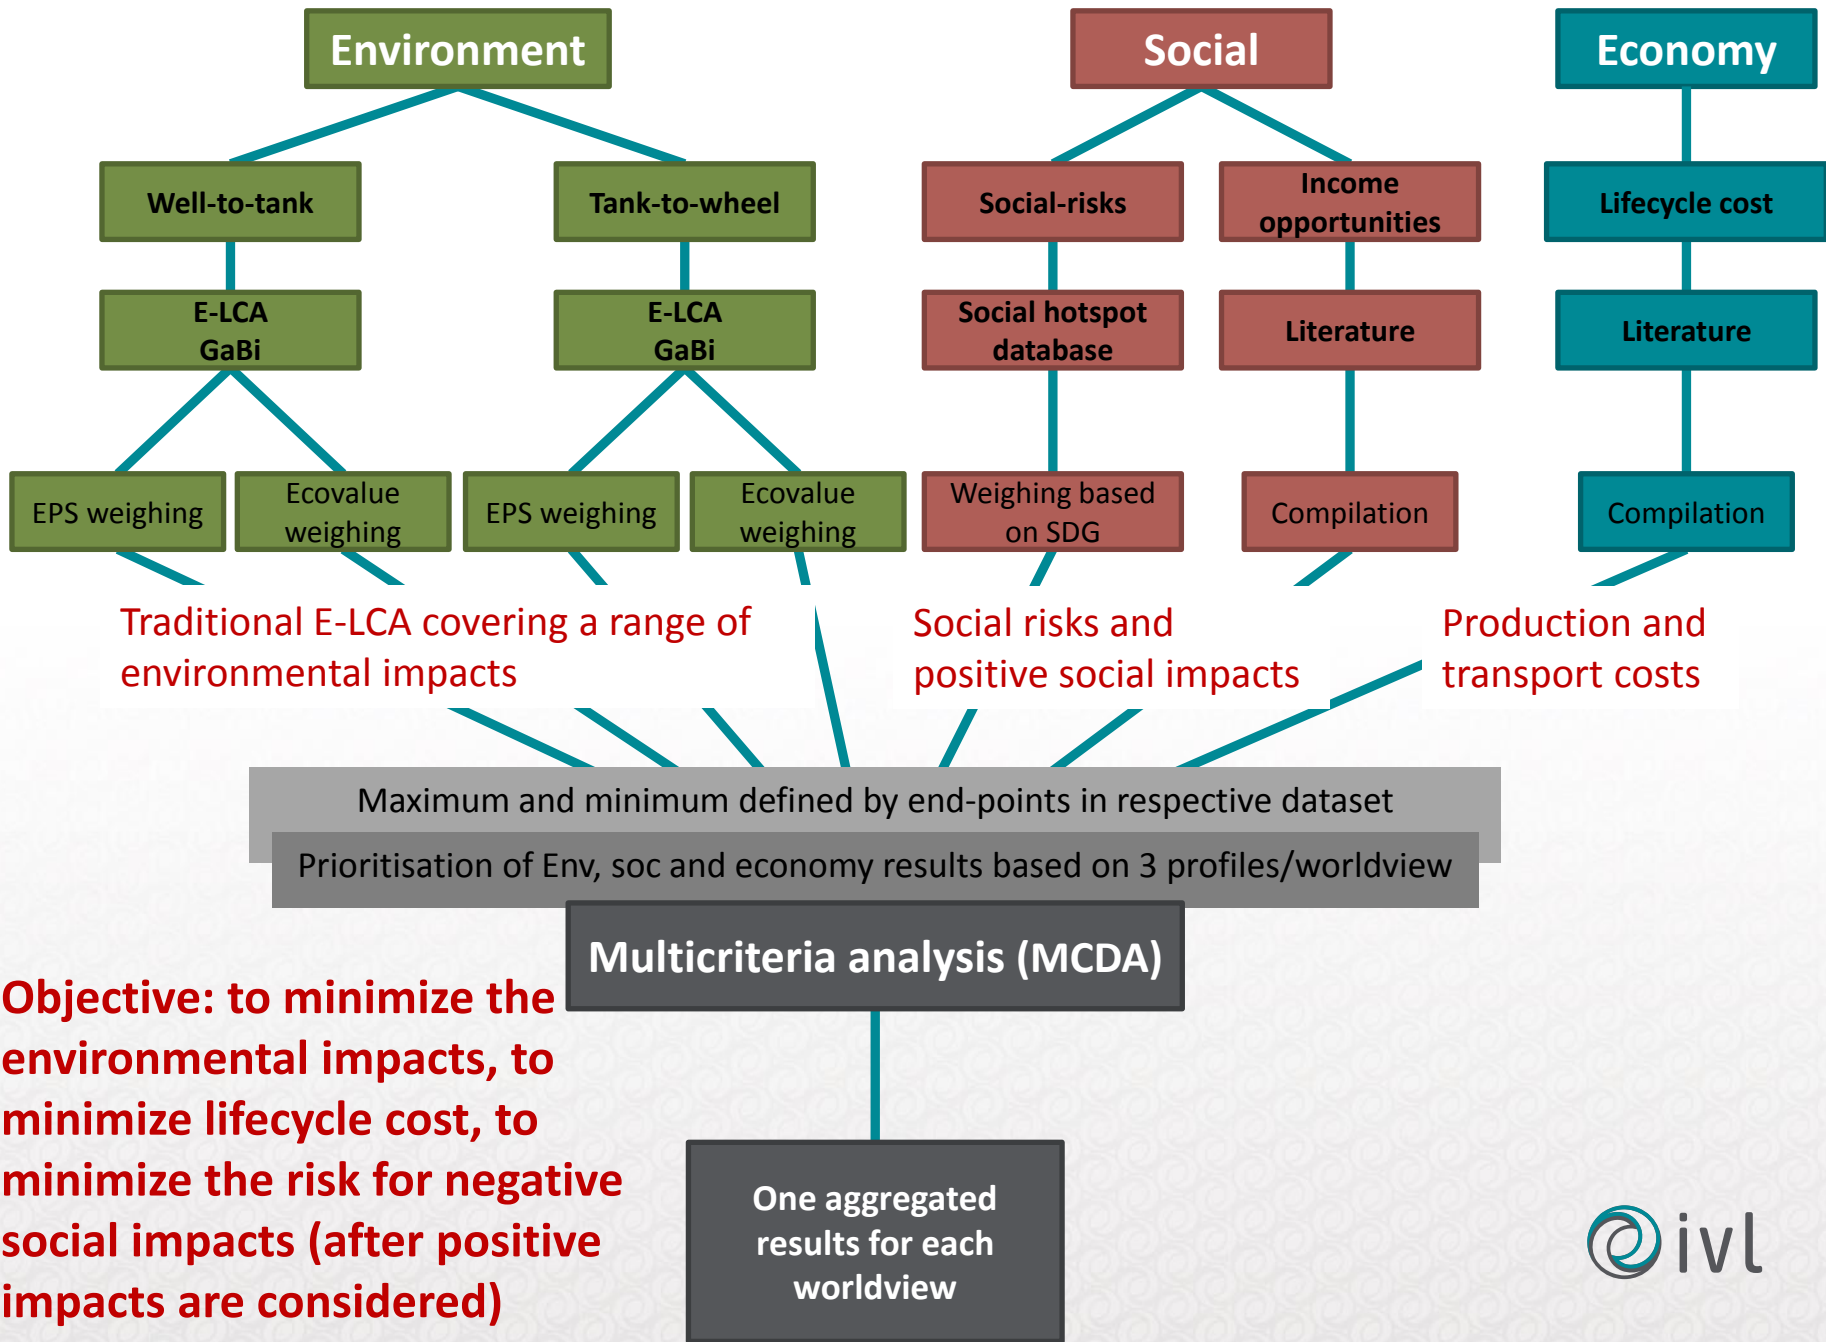 Environment
Social
Economy
Well-to-tank
Tank-to-wheel
Social-risks
Income
opportunities
Lifecycle cost
E-LCA
GaBi
E-LCA
GaBi
Social hotspot
database
Literature
Literature
EPS weighing
Ecovalue
weighing
EPS weighing
Ecovalue
weighing
Weighing based
on SDG
Compilation
Compilation
Traditional E-LCA covering a range of
environmental impacts
Social risks and
positive social impacts
Production and
transport costs
Maximum and minimum defined by end-points in respective dataset
Prioritisation of Env, soc and economy results based on 3 profiles/worldview
Multicriteria analysis (MCDA)
Objective: to minimize the
environmental impacts, to
minimize lifecycle cost, to
minimize the risk for negative
social impacts (after positive
impacts are considered)
One aggregated
results for each
worldview
ivl